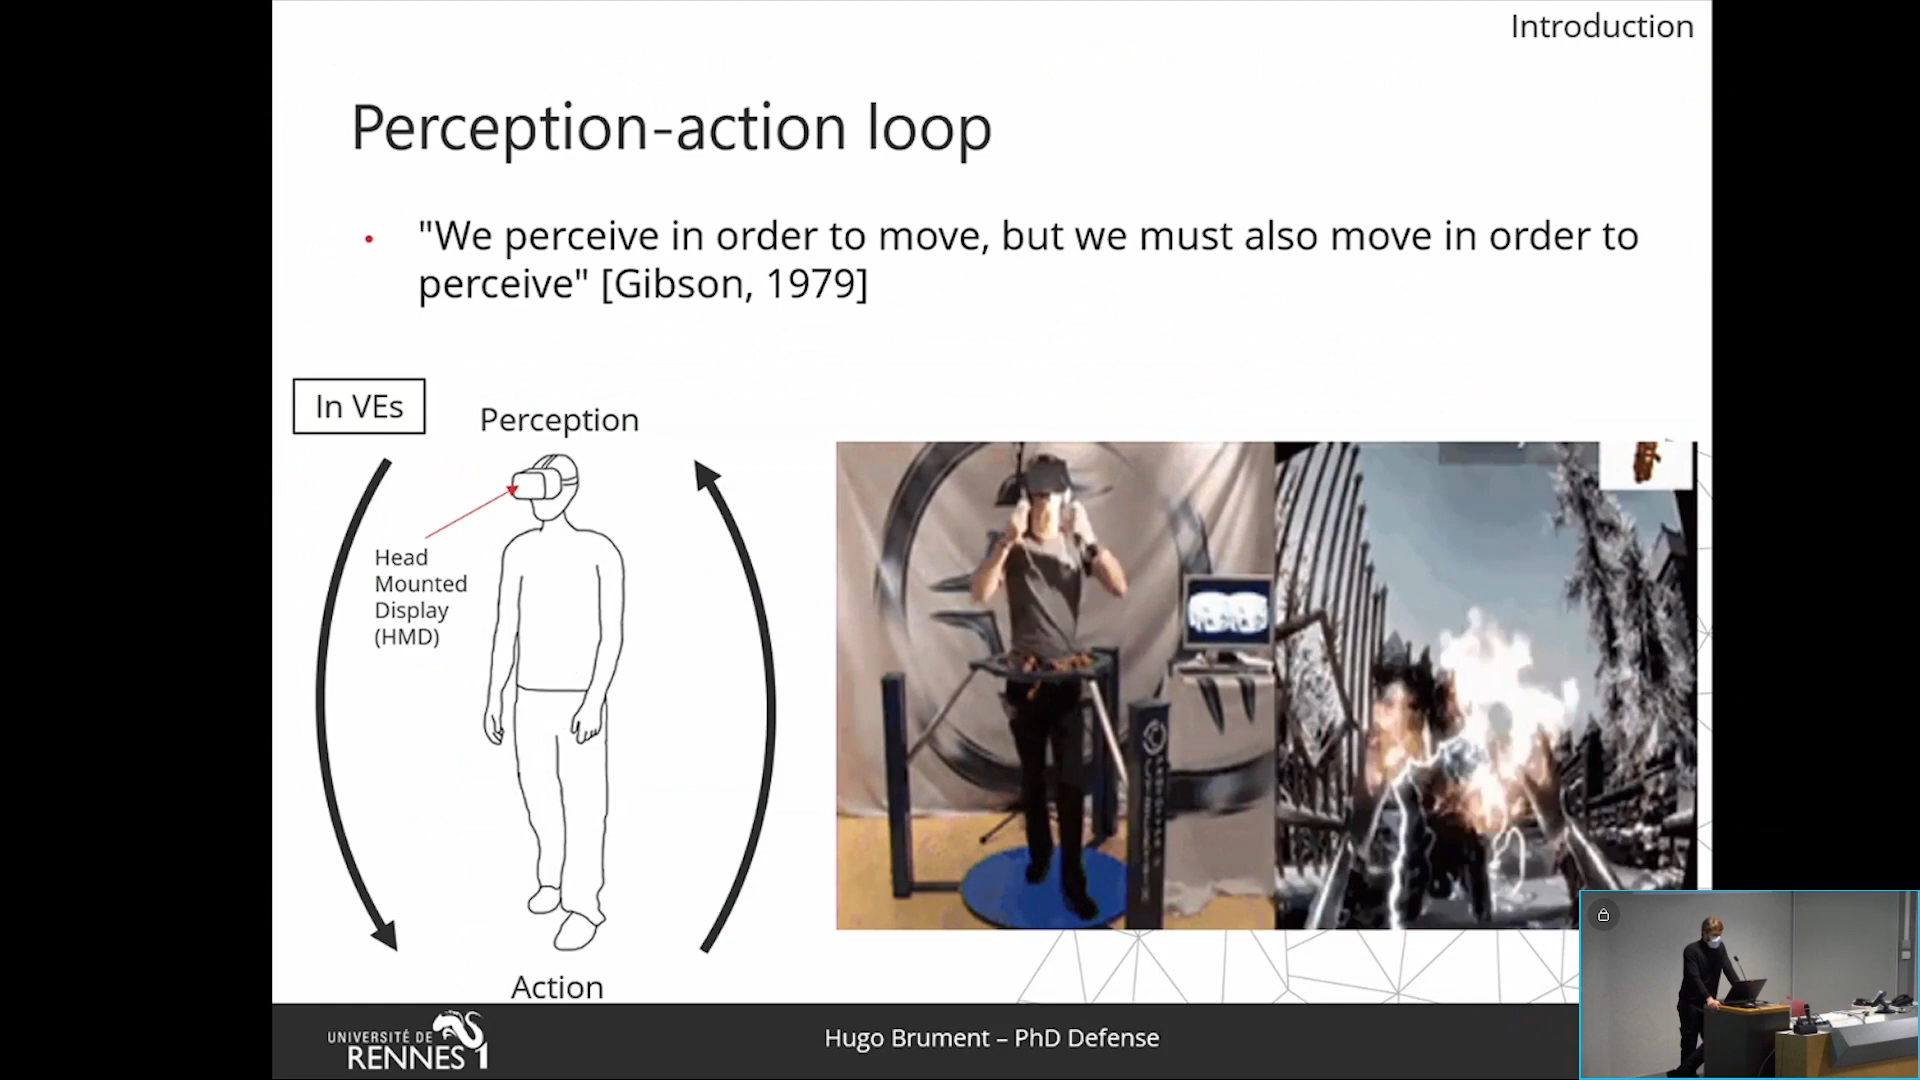 Introduction
Perception-action loop
• "We perceive in order to move, but we must also move in order to
perceive" [Gibson, 1979]
In VEs
Perception
Head
Mounted
Display
(HMD)
Action
UNIVERSITÉ DE
RENNES 1
Hugo Brument – PhD Defense